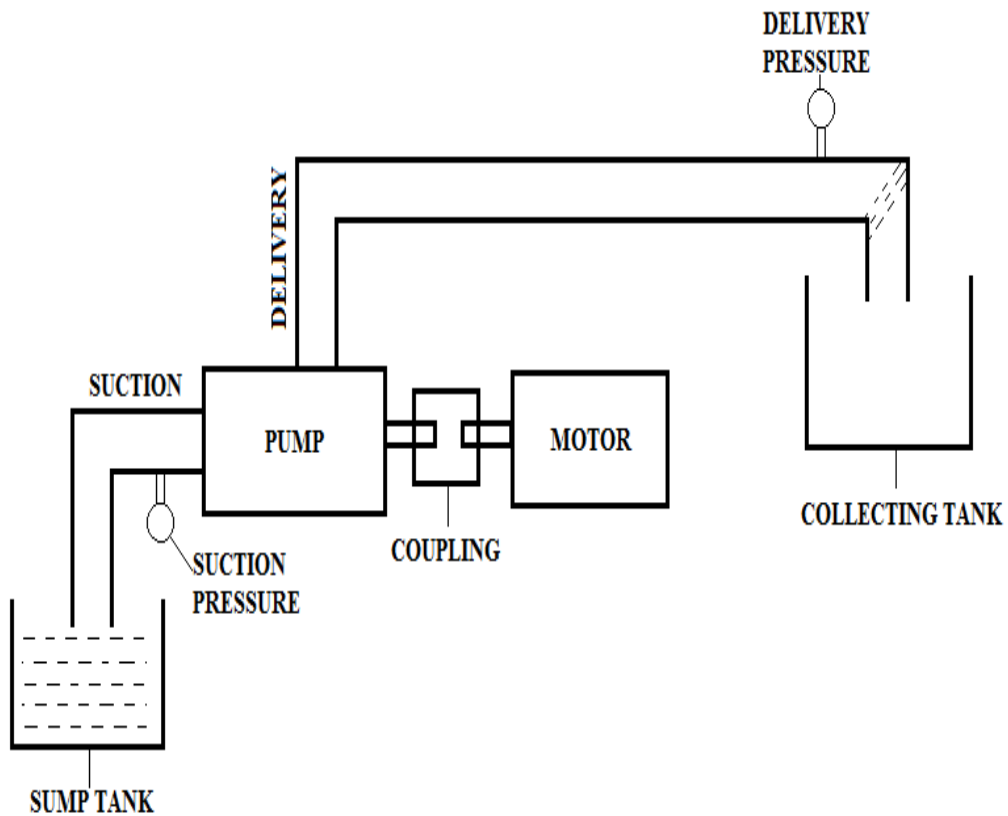 DELIVERY
PRESSURE
DELIVERY
SUCTION
PUMP
MOTOR
COLLECTING TANK
COUPLING
SUCTION
PRESSURE
SUMP TANK